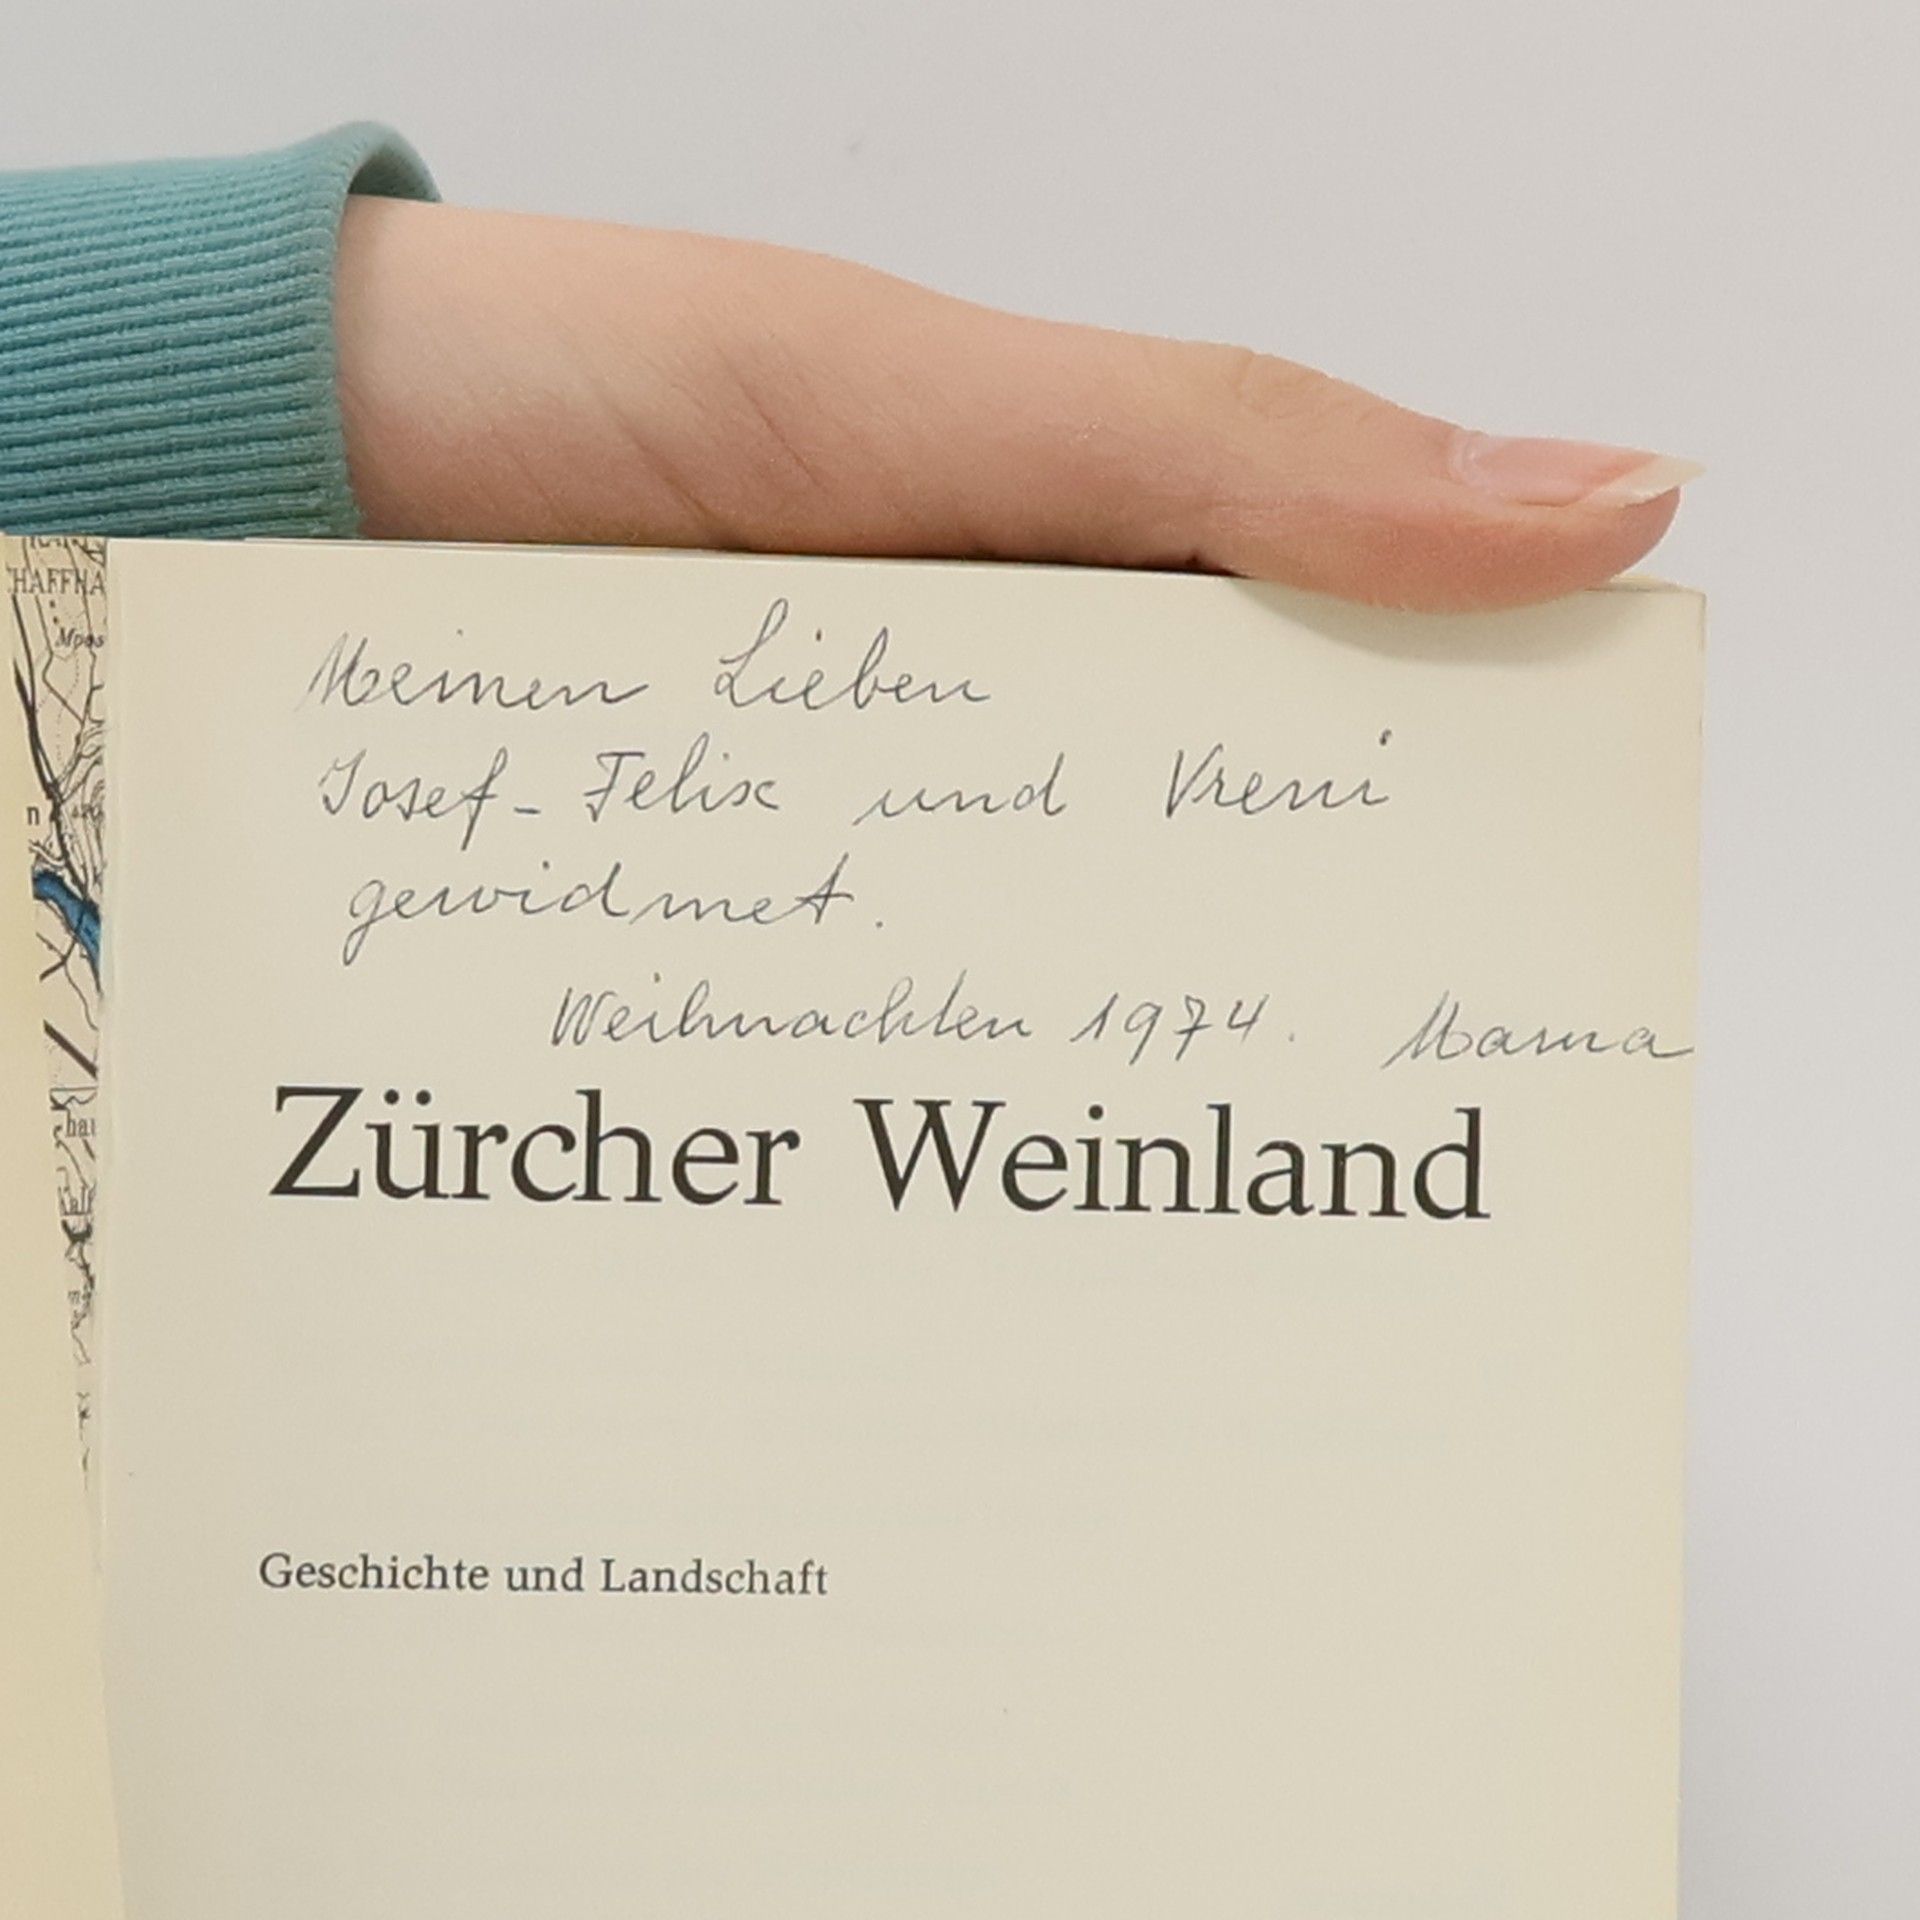 Meinen Lieben
Josef-Felix und Vreni
gewidmet.
Weihnachten 1974. Mama
Zürcher Weinland
Geschichte und Landschaft